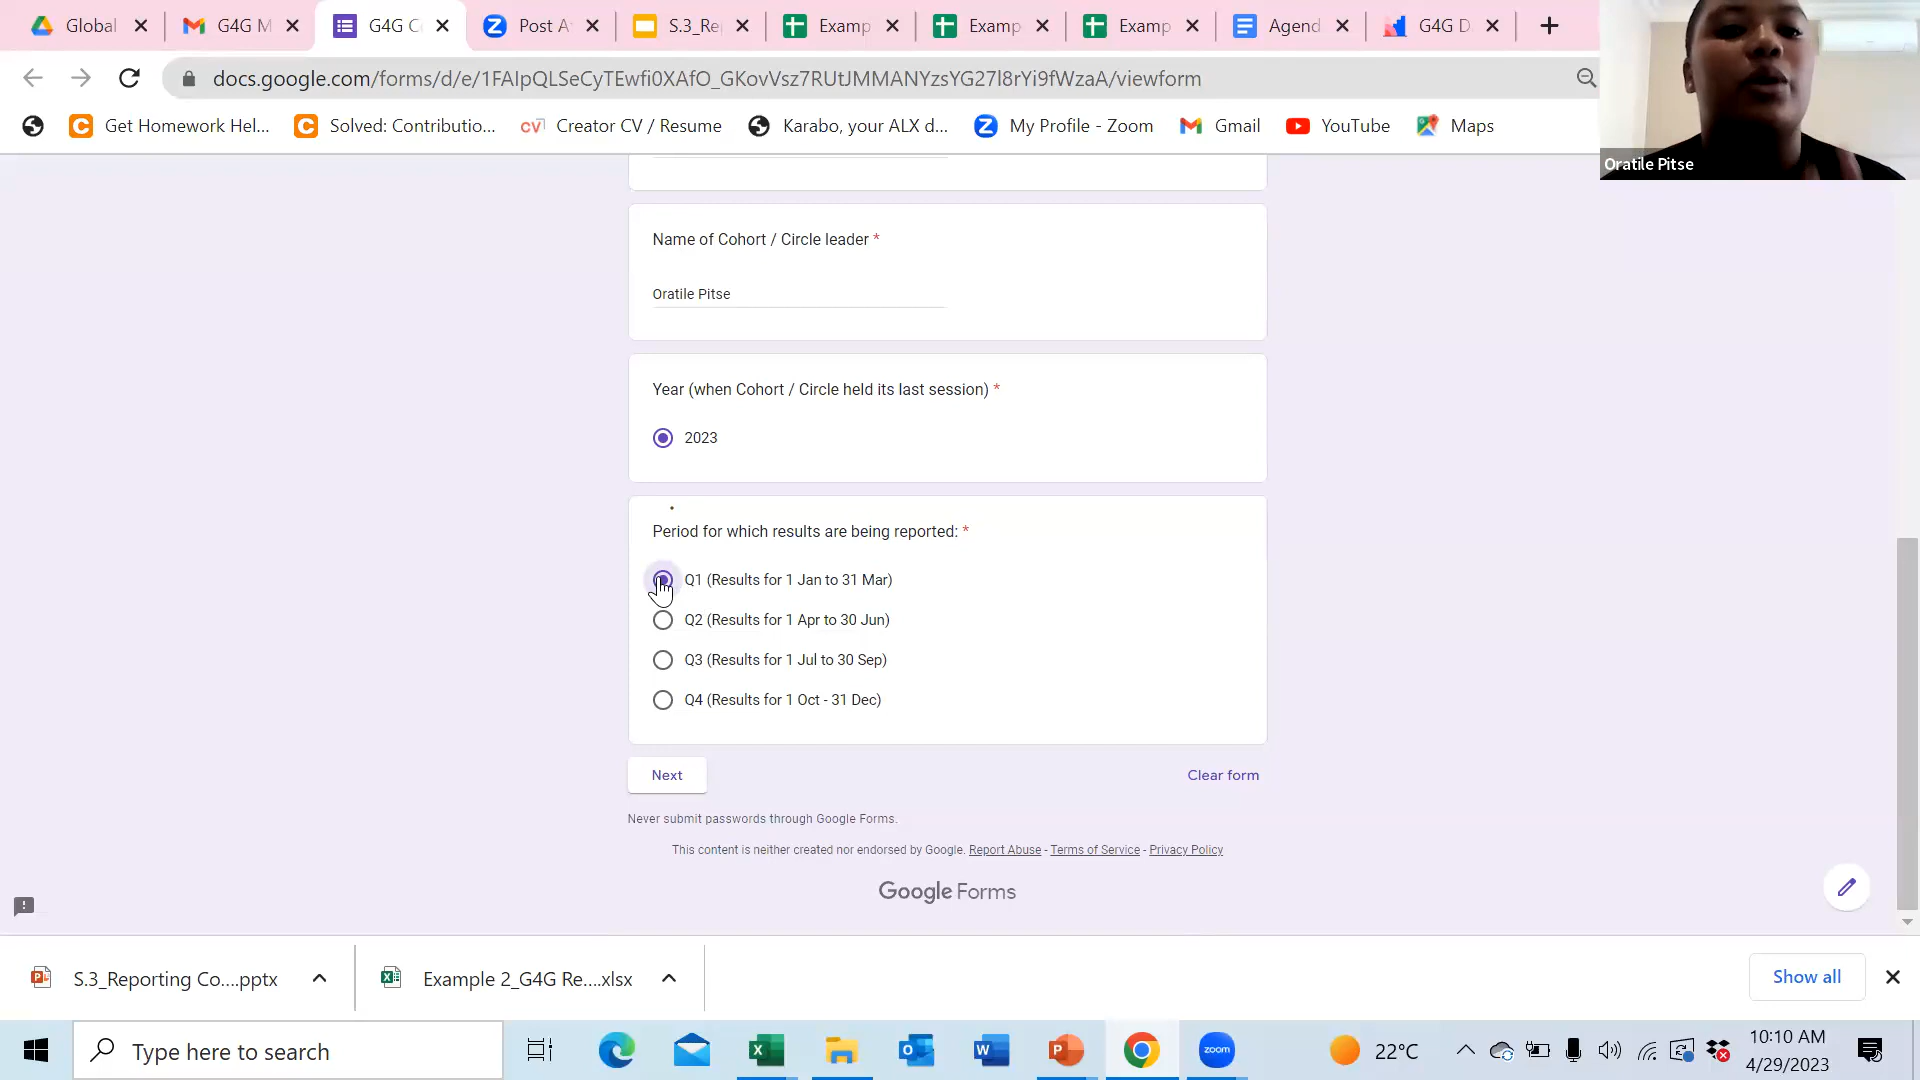 Global
G4G M
G4G C
Post A
S.3_Re
Examp
Examp
Examp
Agend
G4G D
docs.google.com/forms/d/e/1FAIpQLSeCyTEwfi0XAfO_GKovVsz7RUtJMMANYzsYG27l8rYi9fWzaA/viewform
Get Homework Hel...
Solved: Contributio...
Creator CV / Resume
Karabo, your ALX d...
My Profile - Zoom
Gmail
YouTube
Maps
Oratile Pitse
Name of Cohort / Circle leader *
Oratile Pitse
Year (when Cohort / Circle held its last session) *
2023
Period for which results are being reported: *
Q1 (Results for 1 Jan to 31 Mar)
Q2 (Results for 1 Apr to 30 Jun)
Q3 (Results for 1 Jul to 30 Sep)
Q4 (Results for 1 Oct - 31 Dec)
Next
Clear form
Never submit passwords through Google Forms.
This content is neither created nor endorsed by Google. Report Abuse - Terms of Service - Privacy Policy
Google Forms
S.3_Reporting Co....pptx
Example 2_G4G Re....xlsx
Show all
Type here to search
zoom
22°C
10:10 AM
4/29/2023